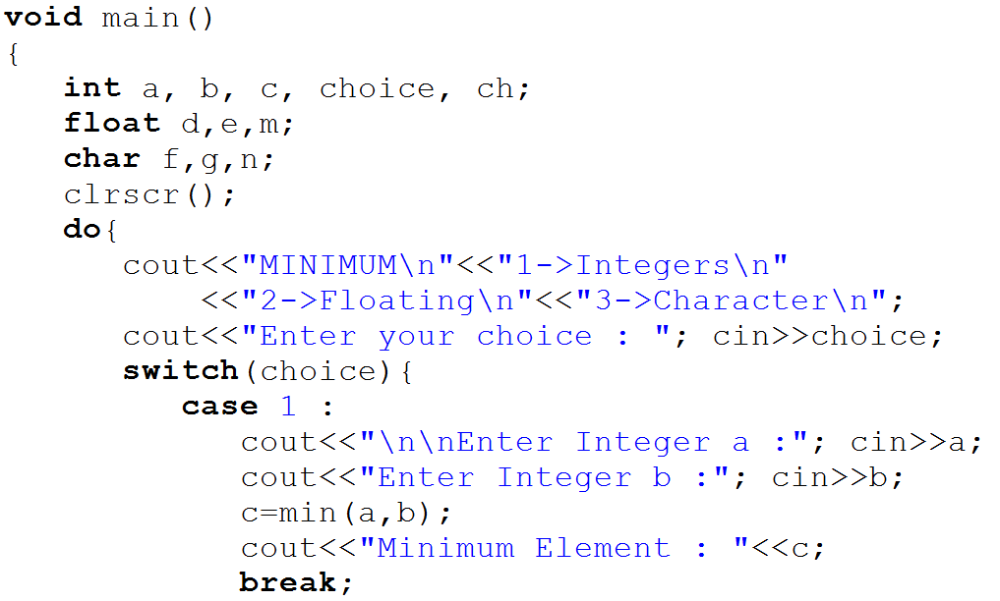 void main()
{
int a, b, c, choice, ch;
float d,e,m;
char f,g,n;
clrscr();
do{
cout<<"MINIMUM\n"<<"1->Integers\n"
<<"2->Floating\n"<<"3->Character\n";
cout<<"Enter your choice : "; cin>>choice;
switch(choice){
case 1 :
cout<<"\n\nEnter Integer a :"; cin>>a;
cout<<"Enter Integer b :"; cin>>b;
c=min(a,b);
cout<<"Minimum Element : "<<c;
break;